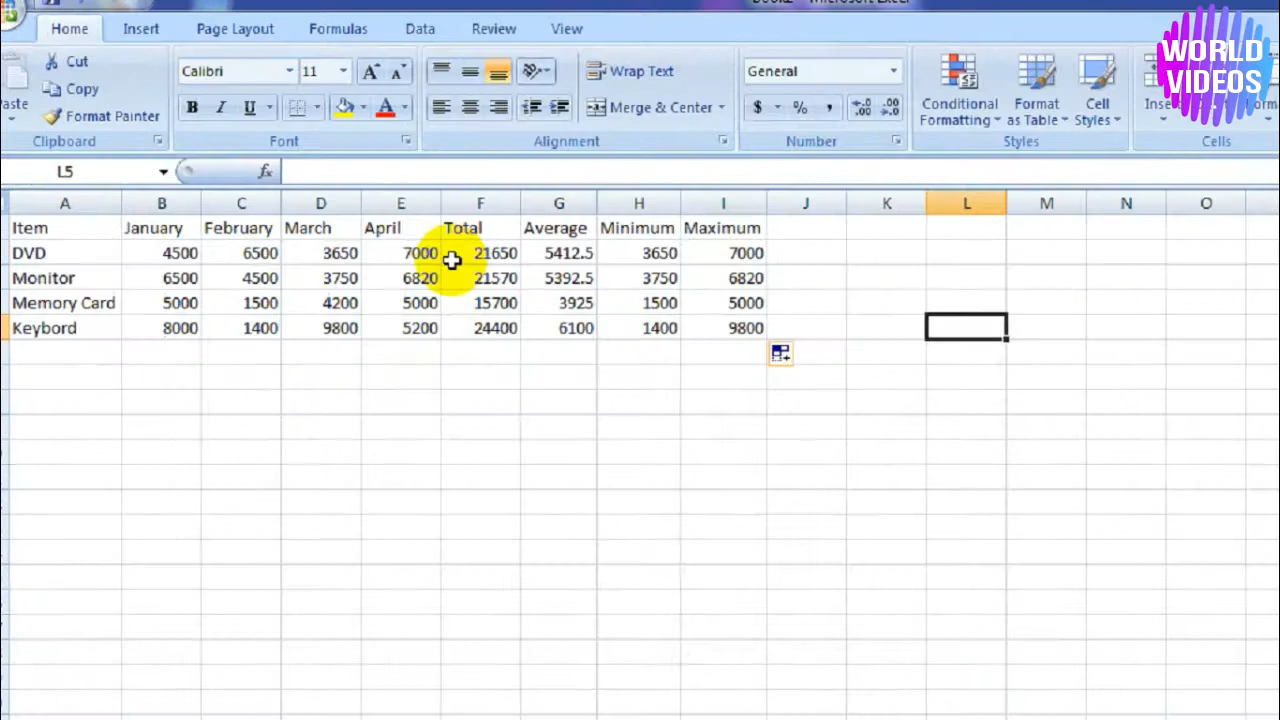 Book2 - Microsoft Excel
Home Insert Page Layout Formulas Data Review View
WORLD VIDEOS
Cut
Copy
Format Painter
Clipboard
Calibri 11
B I U A
Font
Wrap Text
Merge & Center
Alignment
General
$ % ,
Number
Conditional Formatting
Format as Table
Cell Styles
Styles
Cells
L5 fx
A B C D E F G H I J K L M N O
Item January February March April Total Average Minimum Maximum
DVD 4500 6500 3650 7000 21650 5412.5 3650 7000
Monitor 6500 4500 3750 6820 21570 5392.5 3750 6820
Memory Card 5000 1500 4200 5000 15700 3925 1500 5000
Keybord 8000 1400 9800 5200 24400 6100 1400 9800